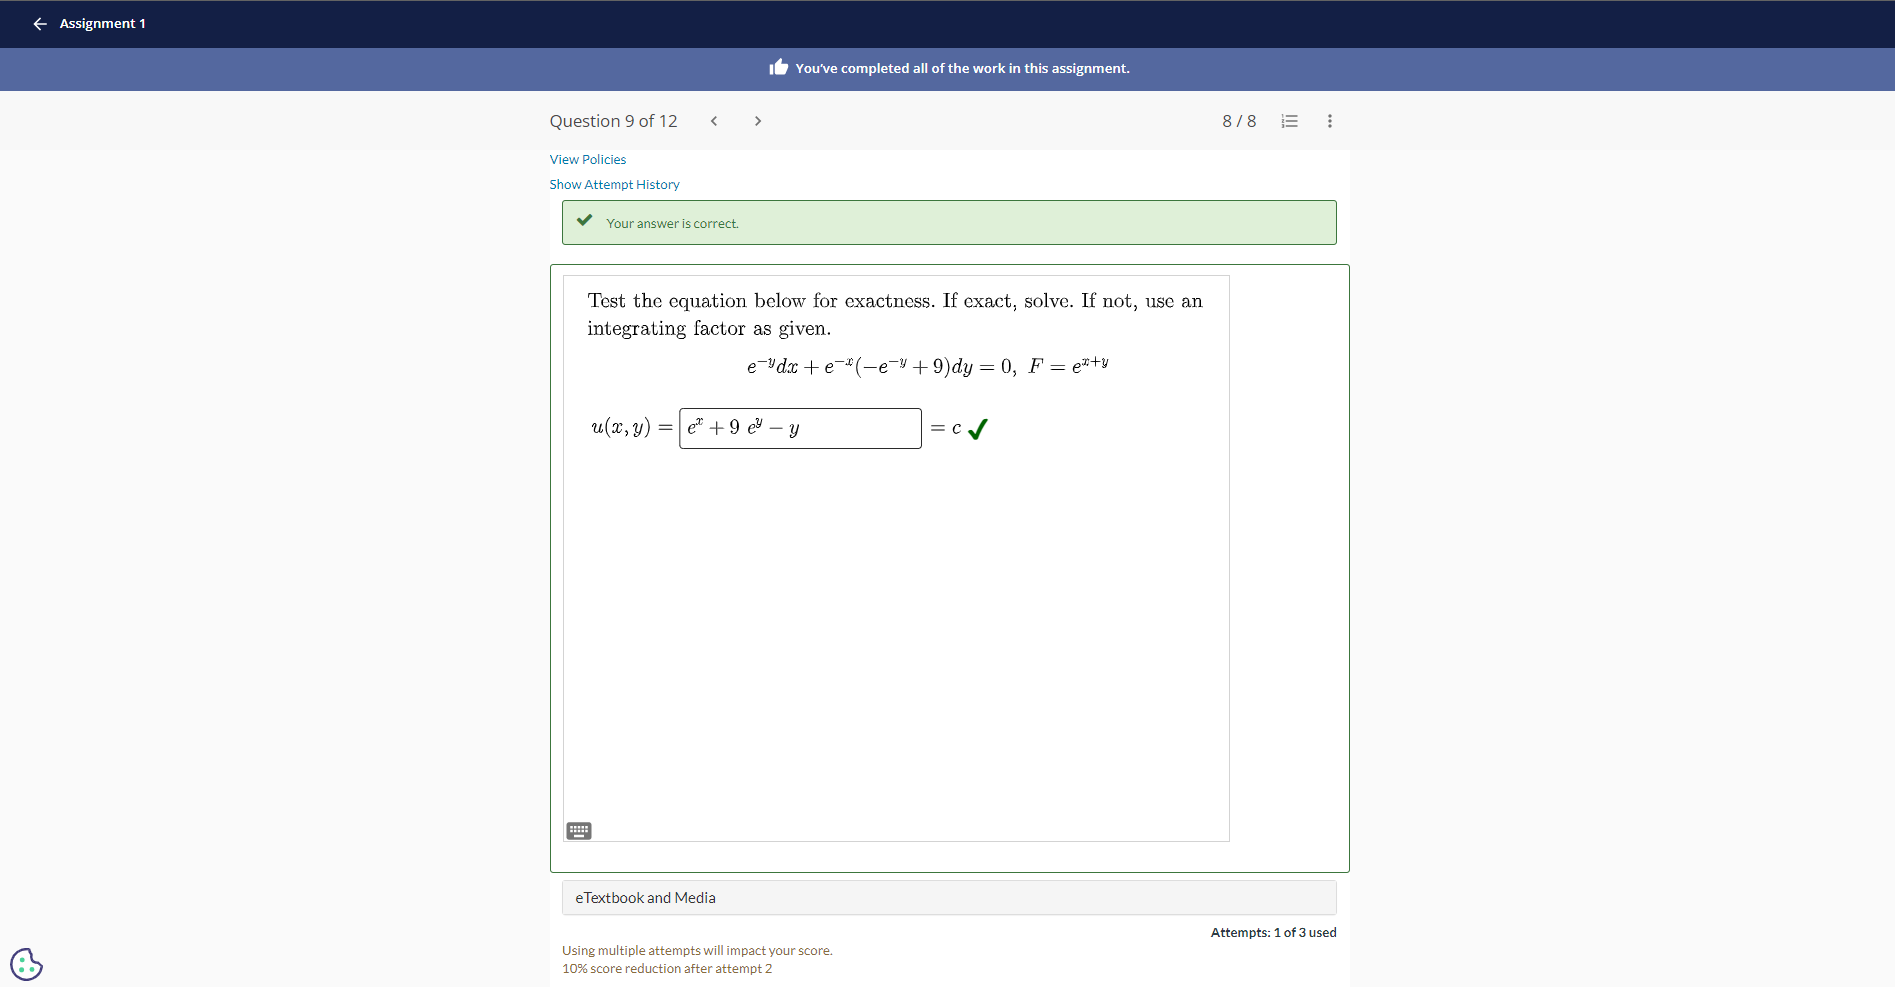 Assignment 1
You've completed all of the work in this assignment.
Question 9 of 12
8 / 8
View Policies
Show Attempt History
Your answer is correct.
Test the equation below for exactness. If exact, solve. If not, use an
integrating factor as given.
e^{-y}dx + e^{-x}(-e^{-y} + 9)dy = 0, F = e^{x+y}
u(x, y) = e^x + 9 e^y − y = c
eTextbook and Media
Attempts: 1 of 3 used
Using multiple attempts will impact your score.
10% score reduction after attempt 2